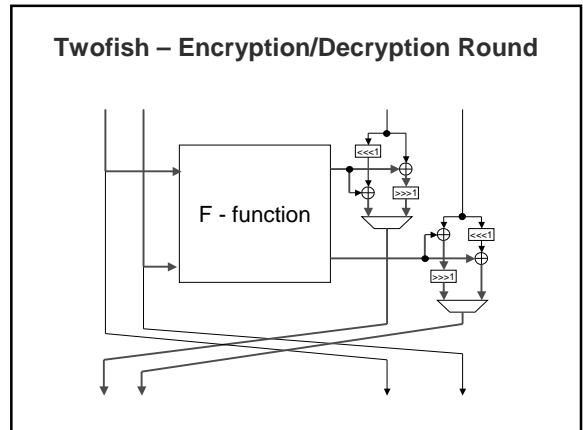 Twofish – Encryption/Decryption Round
<<<1
>>>1
F - function
<<<1
>>>1